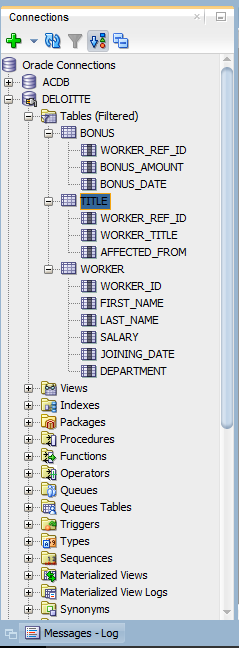 Connections
Oracle Connections
ACDB
DELOITTE
Tables (Filtered)
BONUS
WORKER_REF_ID
BONUS_AMOUNT
BONUS_DATE
TITLE
WORKER_REF_ID
WORKER_TITLE
AFFECTED_FROM
WORKER
WORKER_ID
FIRST_NAME
LAST_NAME
SALARY
JOINING_DATE
DEPARTMENT
Views
Indexes
Packages
Procedures
Functions
Operators
Queues
Queues Tables
Triggers
Types
Sequences
Materialized Views
Materialized View Logs
Synonyms
Messages - Log